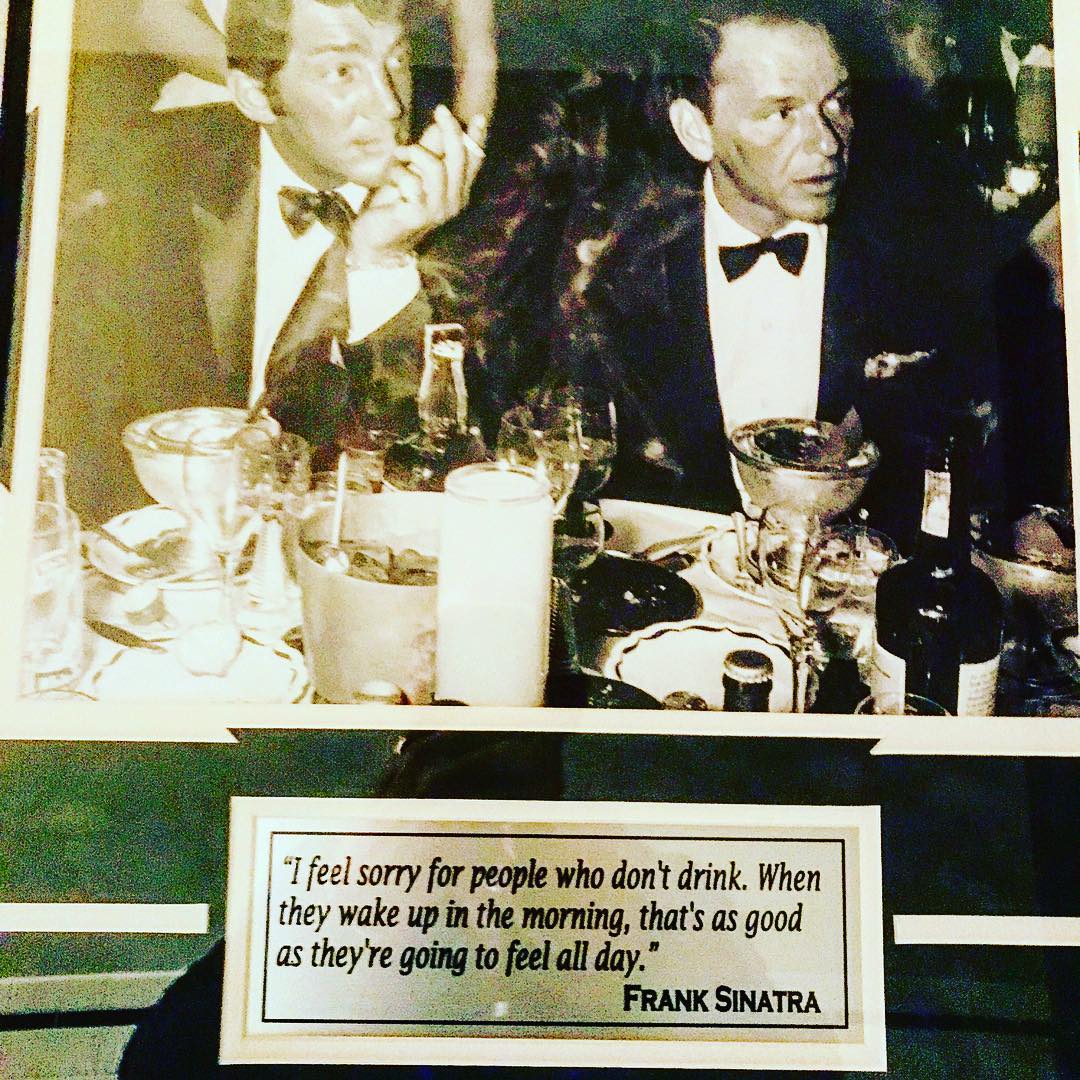 “I feel sorry for people who don't drink. When
they wake up in the morning, that's as good
as they're going to feel all day.”
FRANK SINATRA